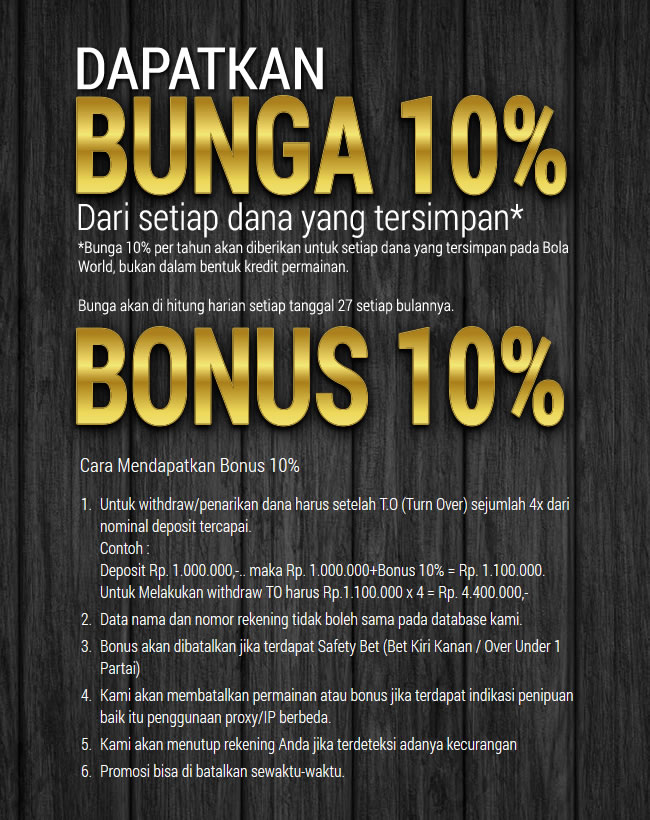 DAPATKAN
BUNGA 10%
Dari setiap dana yang tersimpan*
*Bunga 10% per tahun akan diberikan untuk setiap dana yang tersimpan pada Bola
World, bukan dalam bentuk kredit permainan.
Bunga akan di hitung harian setiap tanggal 27 setiap bulannya.
BONUS 10%
Cara Mendapatkan Bonus 10%
1. Untuk withdraw/penarikan dana harus setelah T.O (Turn Over) sejumlah 4x dari
nominal deposit tercapai.
Contoh :
Deposit Rp. 1.000.000,-.. maka Rp. 1.000.000+Bonus 10% = Rp. 1.100.000.
Untuk Melakukan withdraw TO harus Rp.1.100.000 x 4 = Rp. 4.400.000,-
2. Data nama dan nomor rekening tidak boleh sama pada database kami.
3. Bonus akan dibatalkan jika terdapat Safety Bet (Bet Kiri Kanan / Over Under 1
Partai)
4. Kami akan membatalkan permainan atau bonus jika terdapat indikasi penipuan
baik itu penggunaan proxy/IP berbeda.
5. Kami akan menutup rekening Anda jika terdeteksi adanya kecurangan
6. Promosi bisa di batalkan sewaktu-waktu.